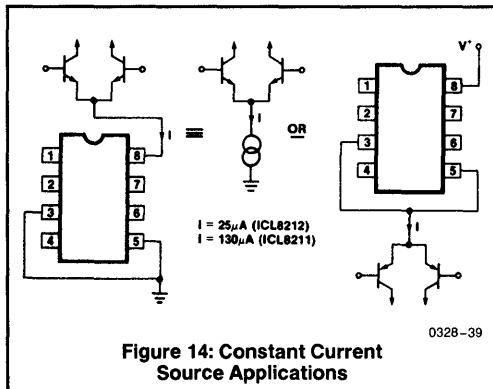 V+
I
I
OR
1
2
3
4
8
7
6
5
I = 25μA (ICL8212)
I = 130μA (ICL8211)
1
2
3
4
8
7
6
5
I
0328-39
Figure 14: Constant Current
Source Applications